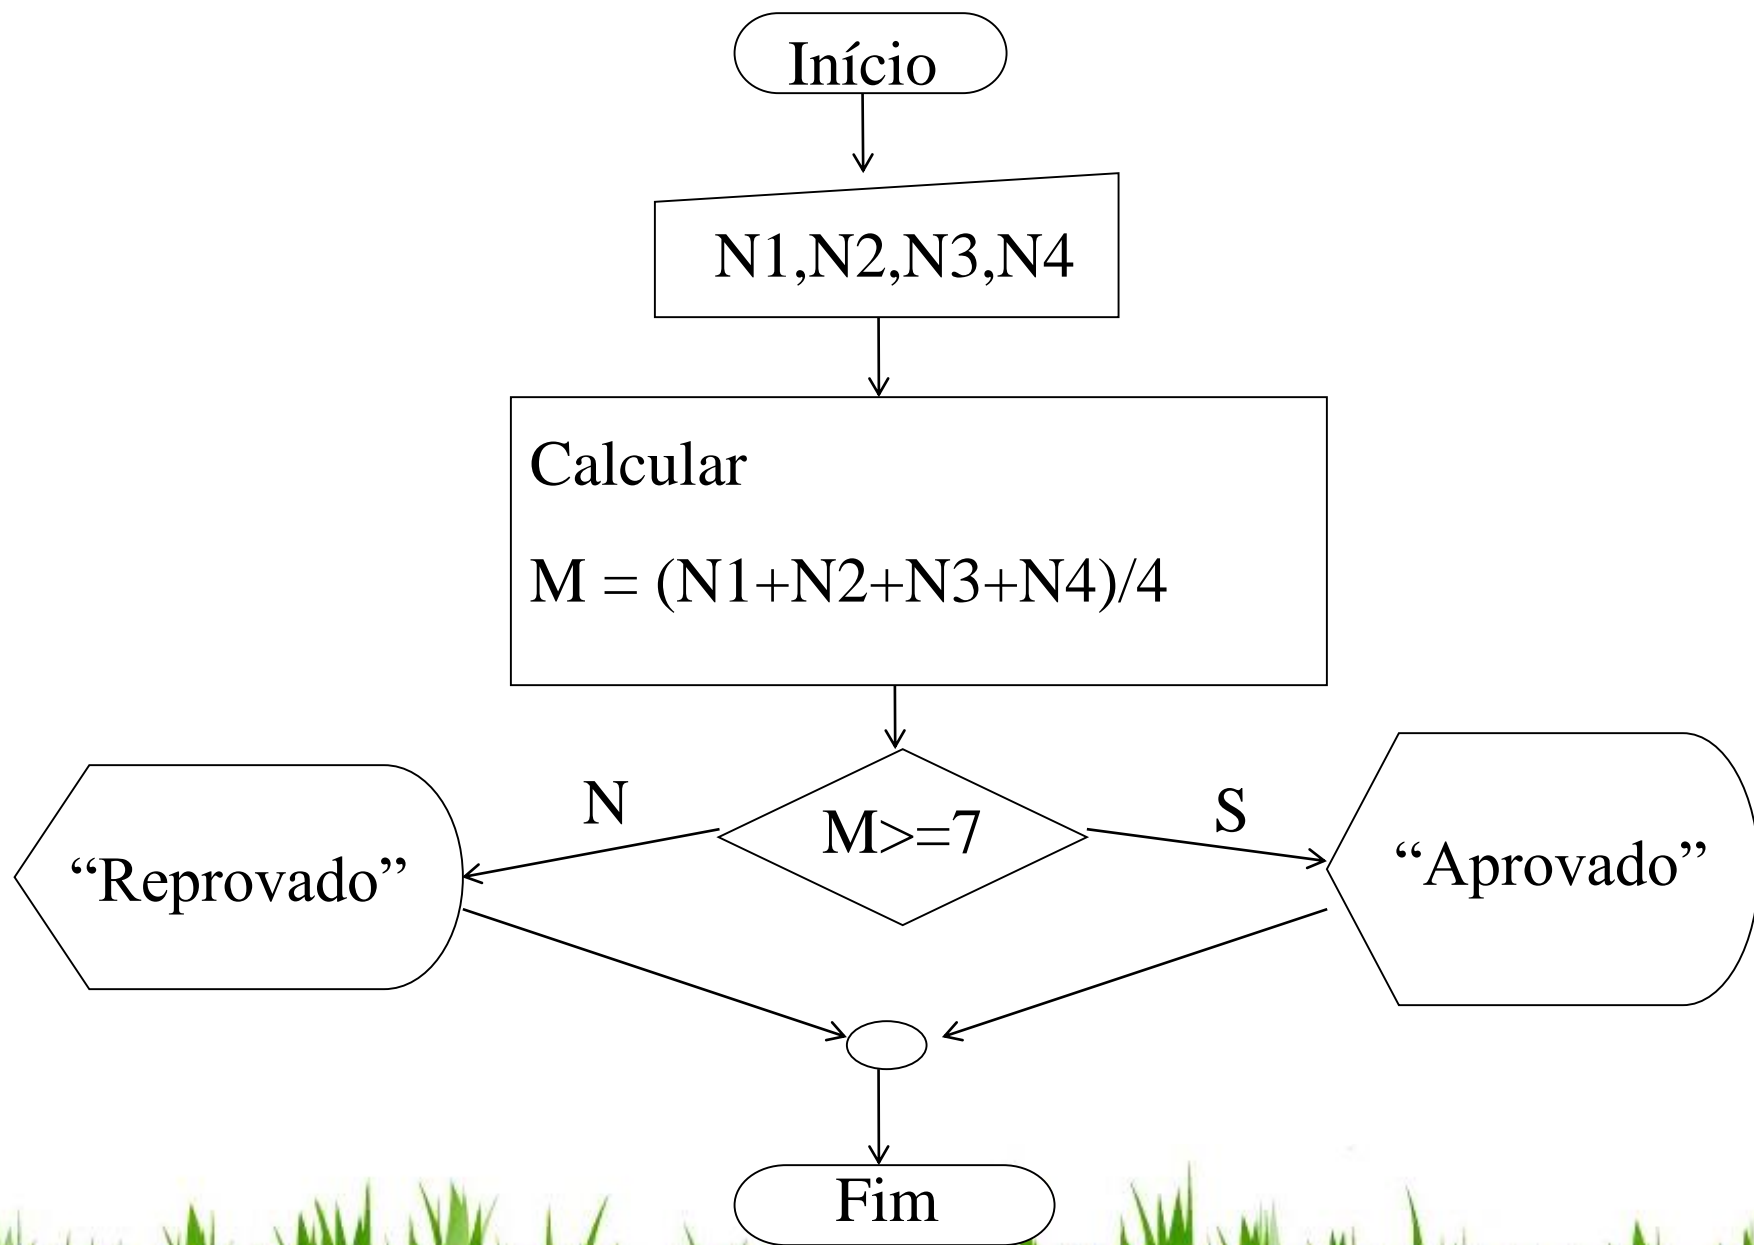 Início
N1,N2,N3,N4
Calcular
M = (N1+N2+N3+N4)/4
N
M>=7
S
“Reprovado”
“Aprovado”
Fim